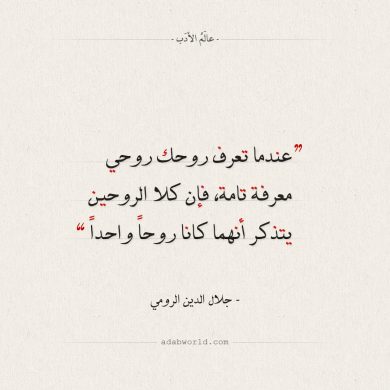 - عالَمُ الأدَب -
”عندما تعرف روحك روحي
معرفة تامة، فإن كلا الروحين
يتذكر أنهما كانا روحاً واحداً “
- جلال الدين الرومي
adabworld.com